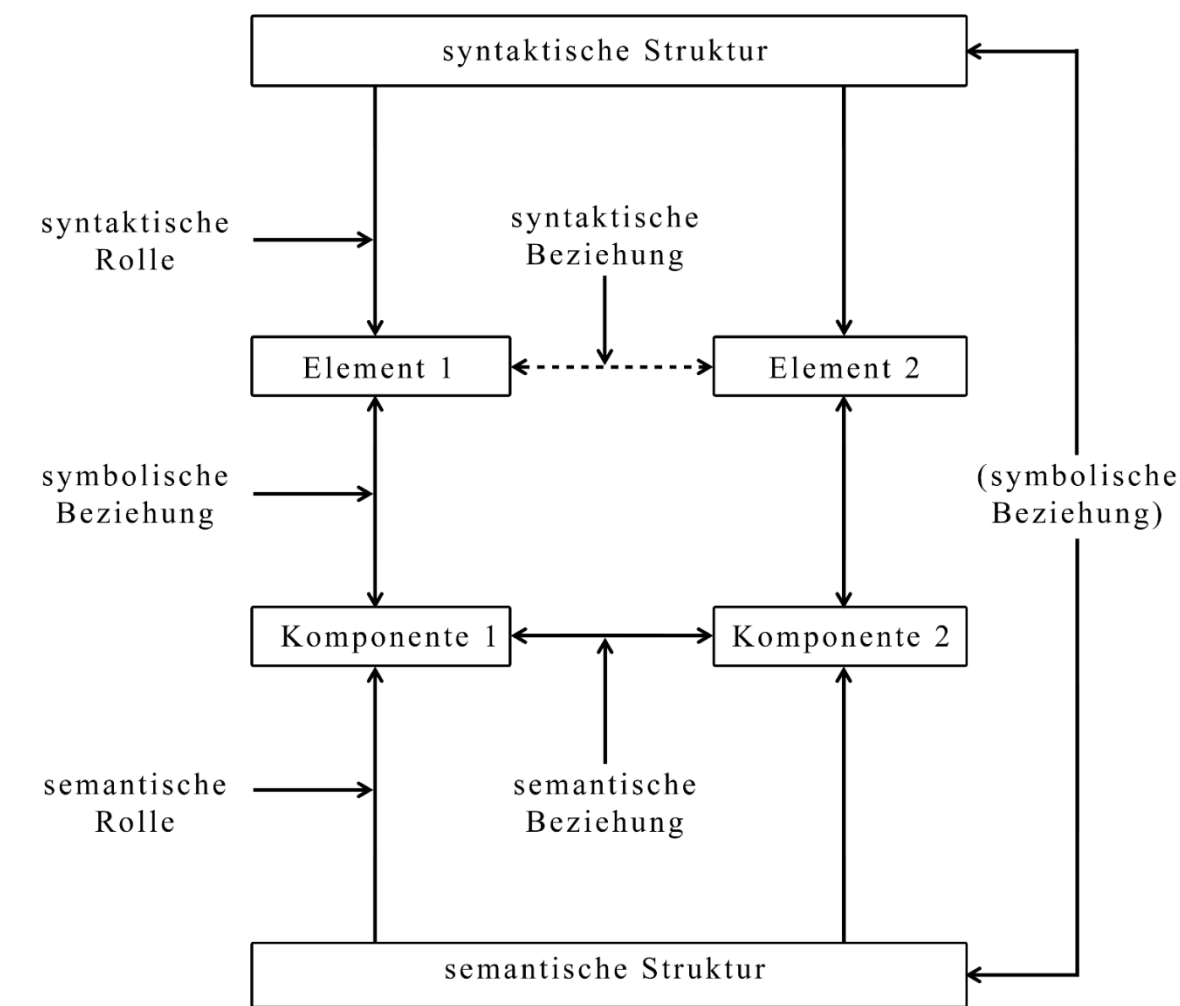 syntaktische Struktur
syntaktische
Rolle
syntaktische
Beziehung
Element 1
Element 2
symbolische
Beziehung
(symbolische
Beziehung)
Komponente 1
Komponente 2
semantische
Rolle
semantische
Beziehung
semantische Struktur